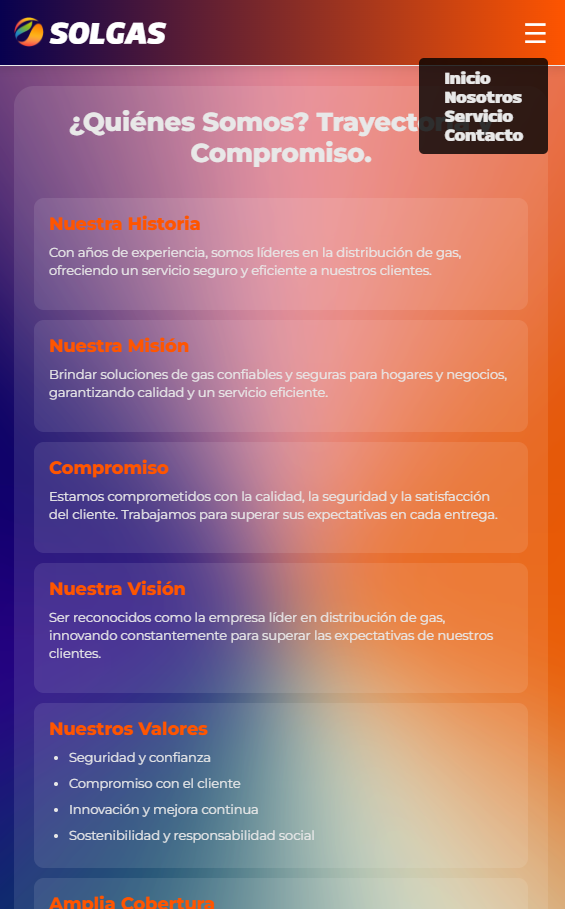 SOLGAS
Inicio
Nosotros
Servicio
Contacto
¿Quiénes Somos? Trayecto
Compromiso.
Nuestra Historia
Con años de experiencia, somos líderes en la distribución de gas,
ofreciendo un servicio seguro y eficiente a nuestros clientes.
Nuestra Misión
Brindar soluciones de gas confiables y seguras para hogares y negocios,
garantizando calidad y un servicio eficiente.
Compromiso
Estamos comprometidos con la calidad, la seguridad y la satisfacción
del cliente. Trabajamos para superar sus expectativas en cada entrega.
Nuestra Visión
Ser reconocidos como la empresa líder en distribución de gas,
innovando constantemente para superar las expectativas de nuestros
clientes.
Nuestros Valores
• Seguridad y confianza
• Compromiso con el cliente
• Innovación y mejora continua
• Sostenibilidad y responsabilidad social
Amplia Cobertura